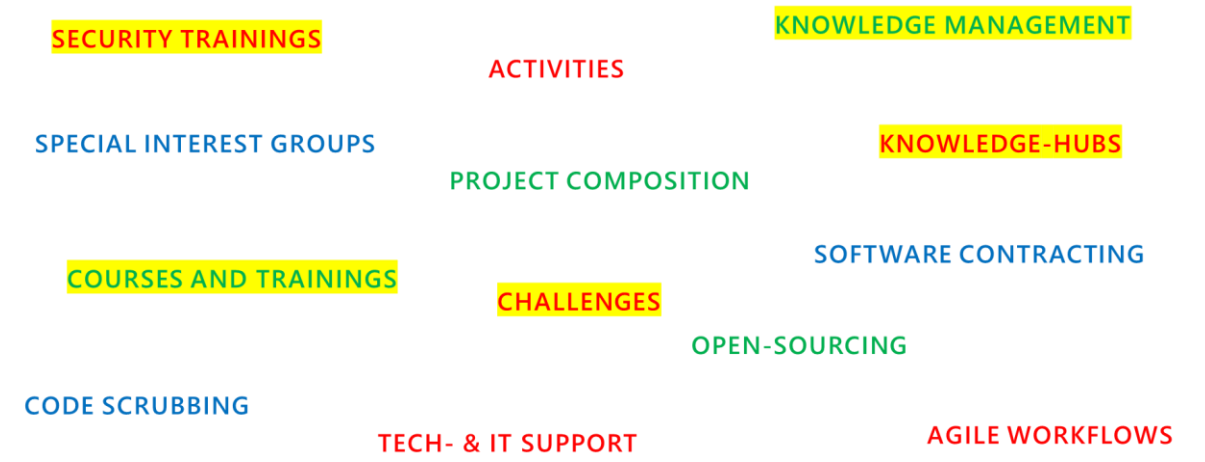 SECURITY TRAININGS
KNOWLEDGE MANAGEMENT
ACTIVITIES
SPECIAL INTEREST GROUPS
KNOWLEDGE-HUBS
PROJECT COMPOSITION
SOFTWARE CONTRACTING
COURSES AND TRAININGS
CHALLENGES
OPEN-SOURCING
CODE SCRUBBING
TECH- & IT SUPPORT
AGILE WORKFLOWS